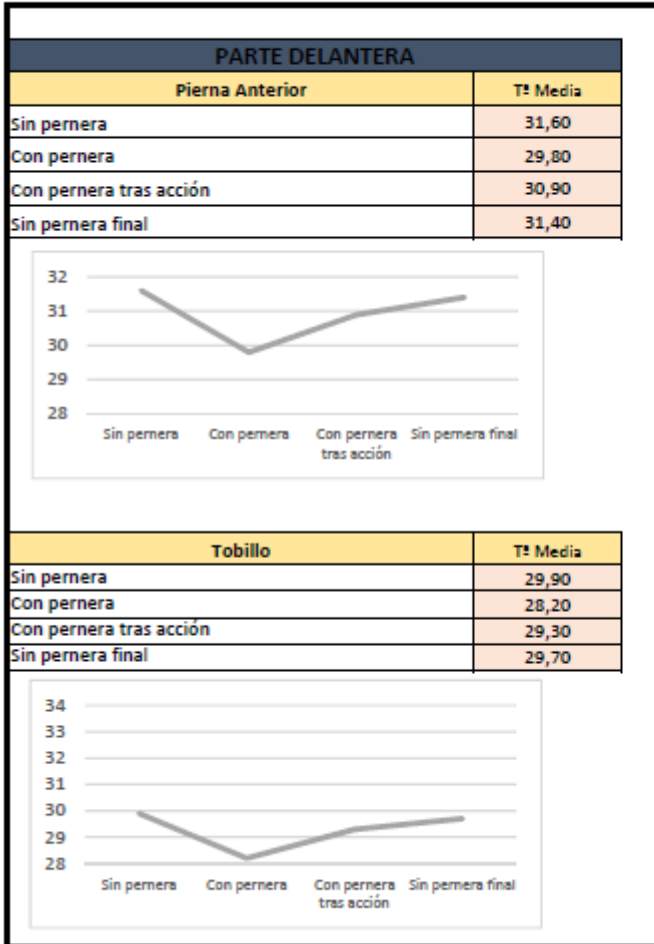 PARTE DELANTERA
Pierna Anterior Tª Media
Sin pernera 31,60
Con pernera 29,80
Con pernera tras acción 30,90
Sin pernera final 31,40
32
31
30
29
28
Sin pernera Con pernera Con pernera Sin pernera final
tras acción
Tobillo Tª Media
Sin pernera 29,90
Con pernera 28,20
Con pernera tras acción 29,30
Sin pernera final 29,70
34
33
32
31
30
29
28
Sin pernera Con pernera Con pernera Sin pernera final
tras acción